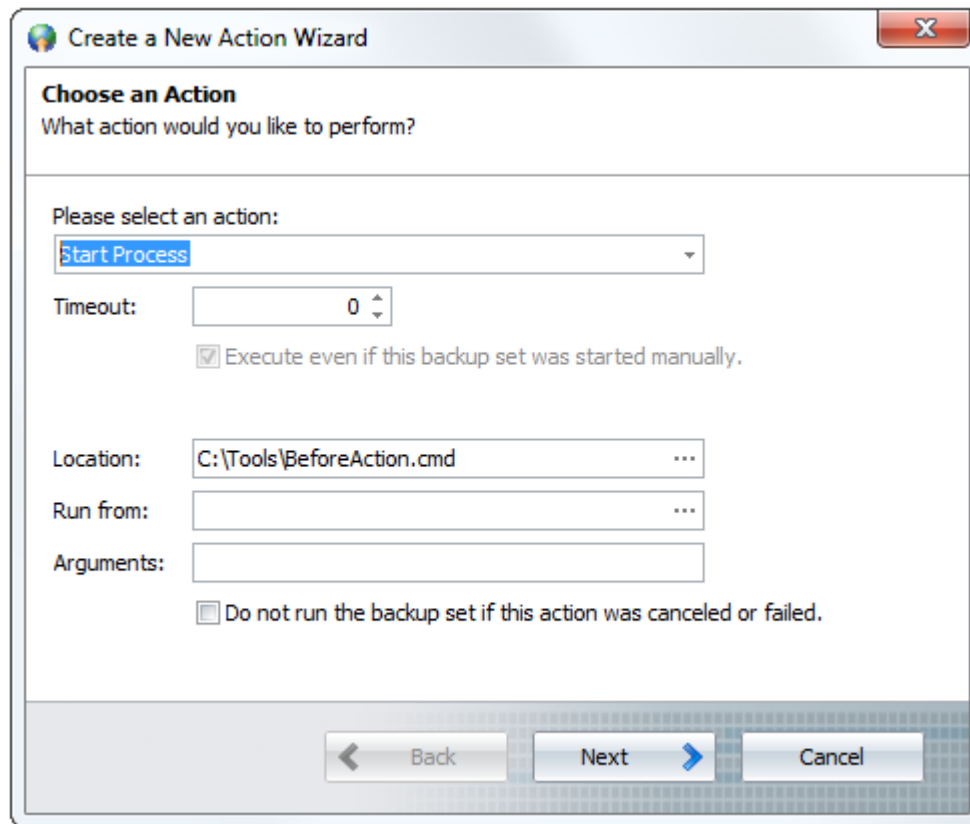 Create a New Action Wizard
Choose an Action
What action would you like to perform?
Please select an action:
Start Process
Timeout: 0
Execute even if this backup set was started manually.
Location: C:\Tools\BeforeAction.cmd ...
Run from: ...
Arguments:
Do not run the backup set if this action was canceled or failed.
Back Next Cancel